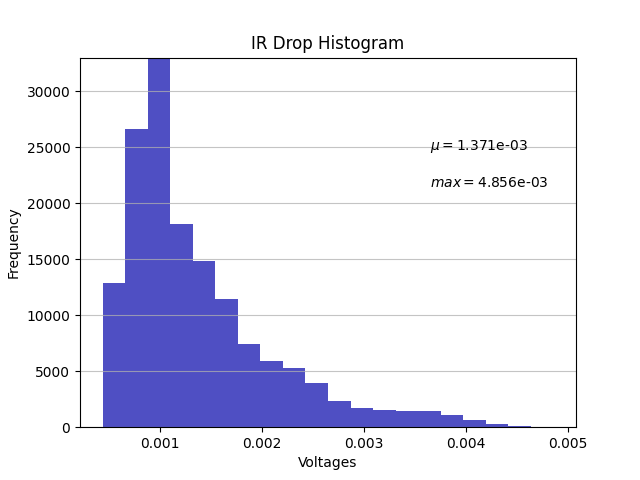 IR Drop Histogram
30000
25000
20000
15000
10000
5000
0
Frequency
μ = 1.371e-03
max = 4.856e-03
0.001 0.002 0.003 0.004 0.005
Voltages